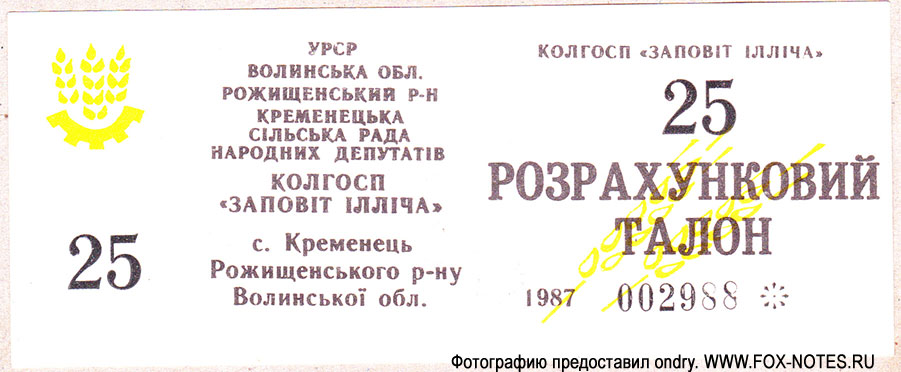 УРСР
ВОЛИНСЬКА ОБЛ.
РОЖИЩЕНСЬКИЙ Р-Н
КРЕМЕНЕЦЬКА
СІЛЬСЬКА РАДА
НАРОДНИХ ДЕПУТАТІВ
КОЛГОСП
«ЗАПОВІТ ІЛЛІЧА»
25
с. Кременець
Рожищенського р-ну
Волинської обл.
КОЛГОСП «ЗАПОВІТ ІЛЛІЧА»
25
РОЗРАХУНКОВИЙ
ТАЛОН
1987 002988
Фотографию предоставил ondry. WWW.FOX-NOTES.RU